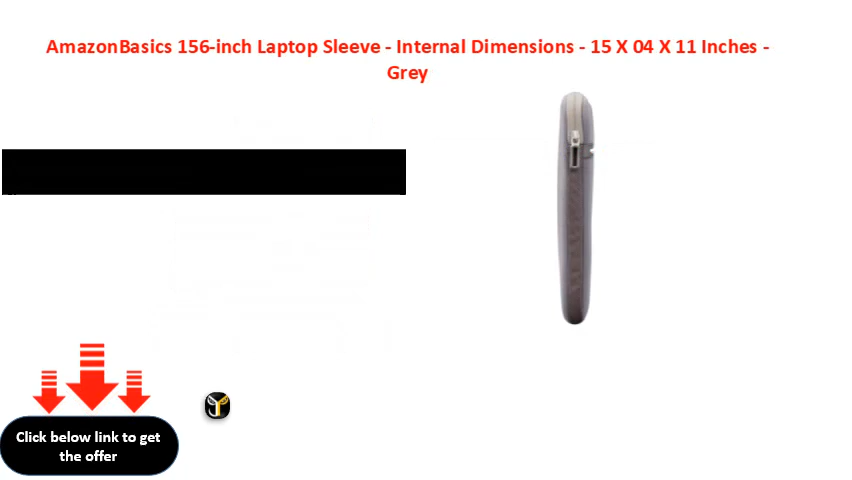 AmazonBasics 156-inch Laptop Sleeve - Internal Dimensions - 15 X 04 X 11 Inches -
Grey
Click below link to get
the offer